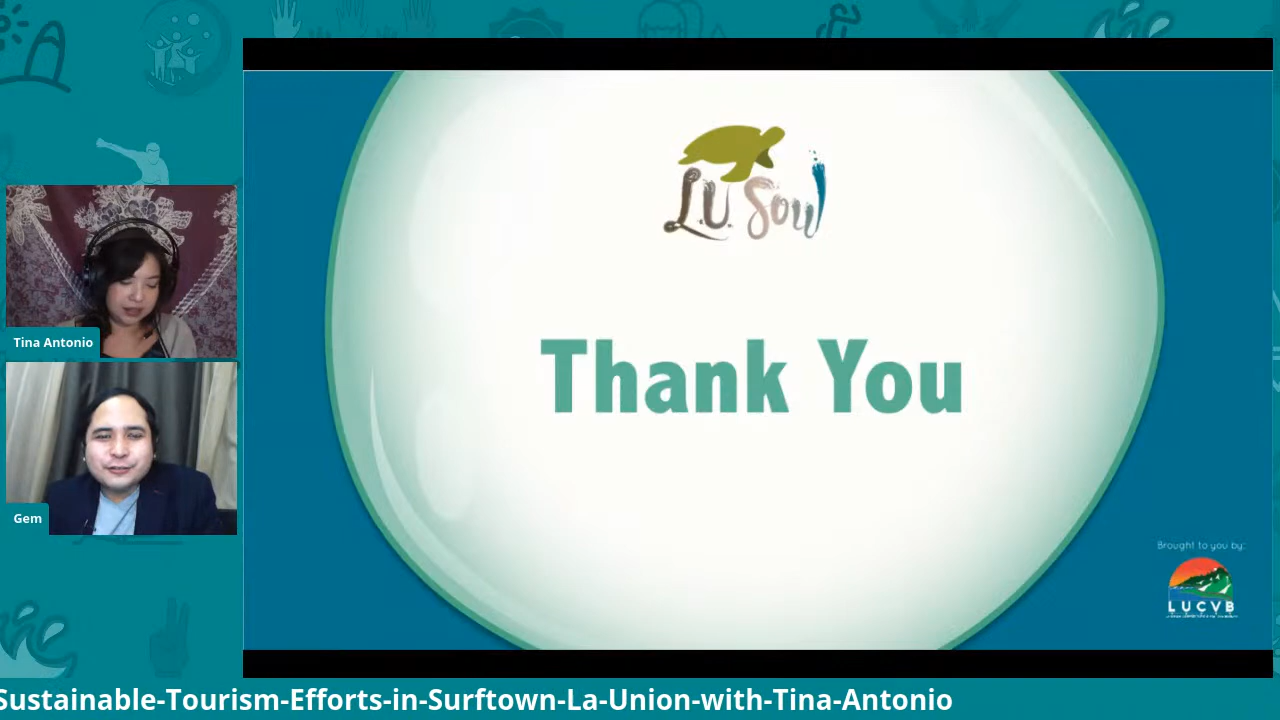 L.U. Soul
Thank You
Tina Antonio
Gem
Brought to you by:
LUCVB
Sustainable-Tourism-Efforts-in-Surftown-La-Union-with-Tina-Antonio